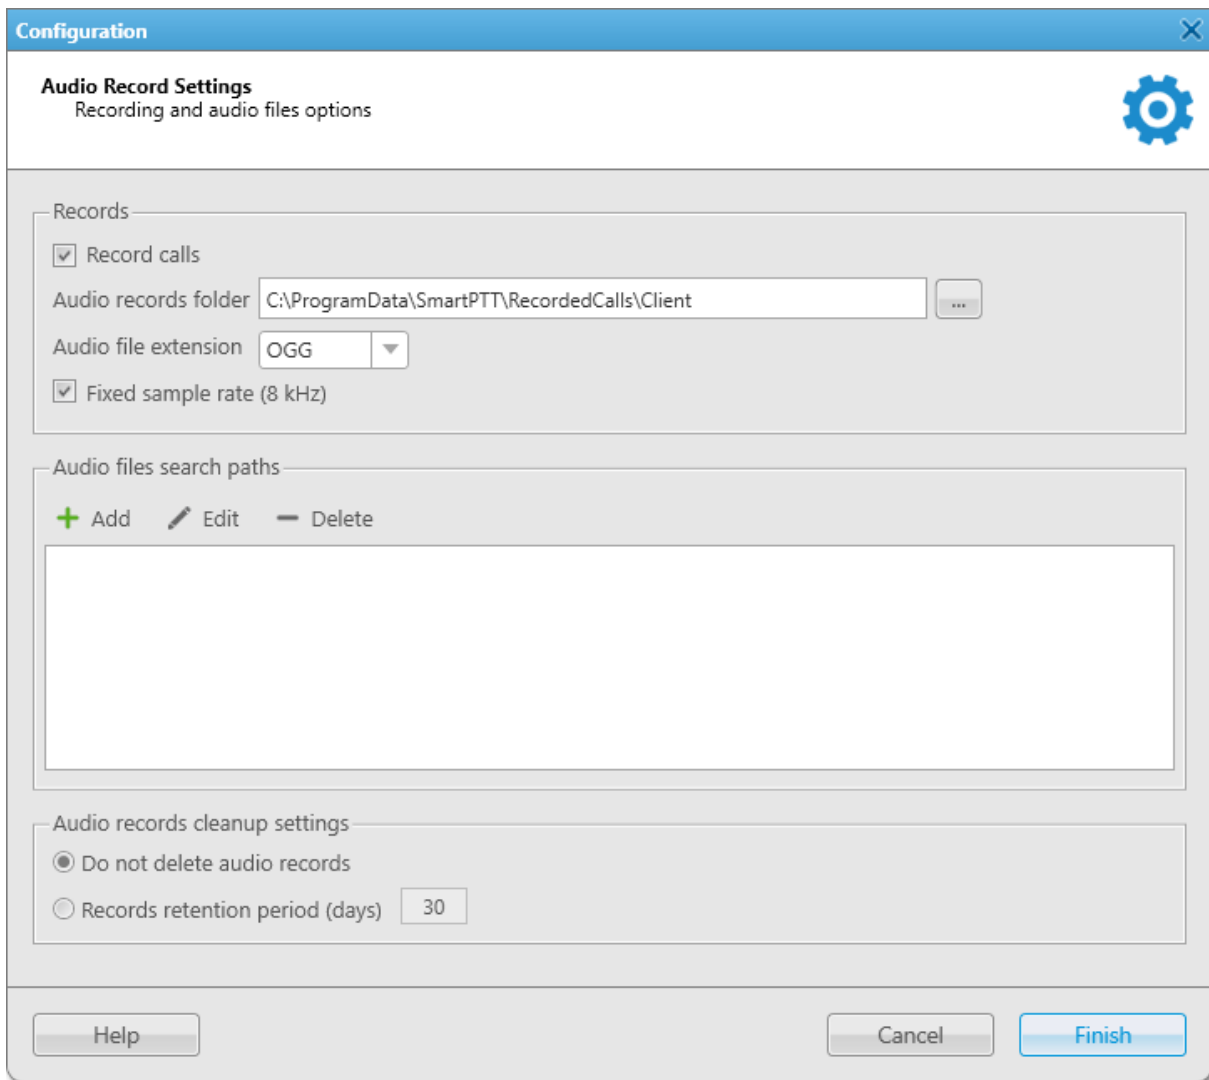 Configuration
Audio Record Settings
Recording and audio files options
Records
Record calls
Audio records folder C:\ProgramData\SmartPTT\RecordedCalls\Client ...
Audio file extension OGG
Fixed sample rate (8 kHz)
Audio files search paths
Add Edit Delete
Audio records cleanup settings
Do not delete audio records
Records retention period (days) 30
Help Cancel Finish